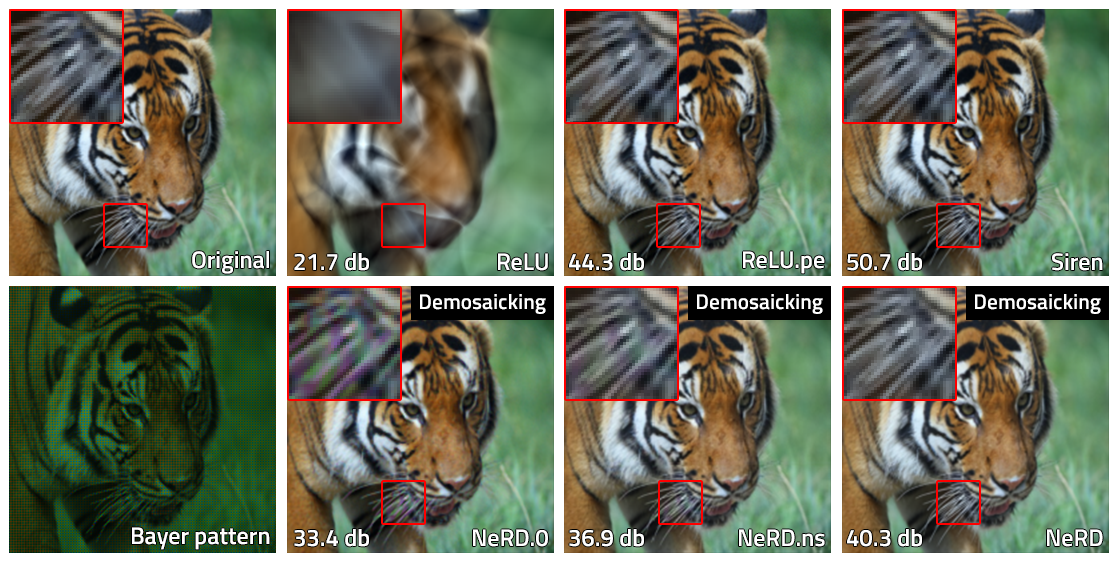 Original
21.7 db ReLU
44.3 db ReLU.pe
50.7 db Siren
Bayer pattern
Demosaicking
33.4 db NeRD.0
Demosaicking
36.9 db NeRD.ns
Demosaicking
40.3 db NeRD